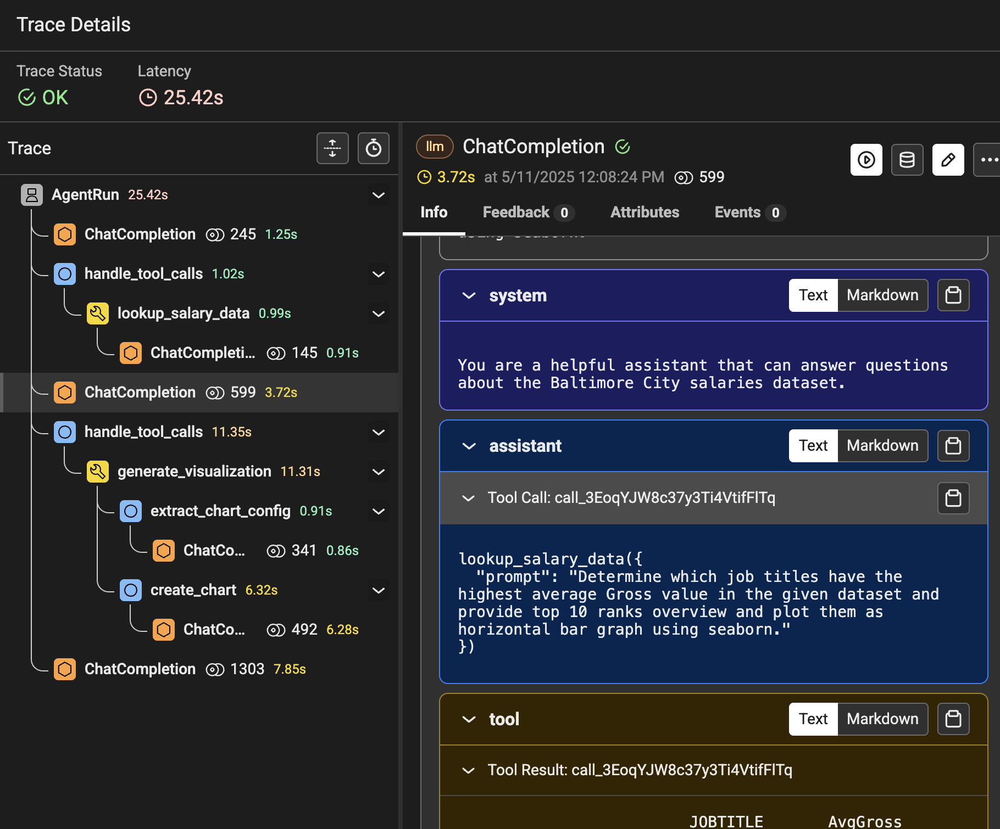 Trace Details
Trace Status
Latency
OK
25.42s
Trace
AgentRun 25.42s
ChatCompletion 245 1.25s
handle_tool_calls 1.02s
lookup_salary_data 0.99s
ChatCompleti... 145 0.91s
ChatCompletion 599 3.72s
handle_tool_calls 11.35s
generate_visualization 11.31s
extract_chart_config 0.91s
ChatCo... 341 0.86s
create_chart 6.32s
ChatCo... 492 6.28s
ChatCompletion 1303 7.85s
llm ChatCompletion
3.72s at 5/11/2025 12:08:24 PM 599
Info Feedback 0 Attributes Events 0
using seaborn.
system Text Markdown
You are a helpful assistant that can answer questions
about the Baltimore City salaries dataset.
assistant Text Markdown
Tool Call: call_3EoqYJW8c37y3Ti4VtifFlTq
lookup_salary_data({
"prompt": "Determine which job titles have the
highest average Gross value in the given dataset and
provide top 10 ranks overview and plot them as
horizontal bar graph using seaborn."
})
tool Text Markdown
Tool Result: call_3EoqYJW8c37y3Ti4VtifFlTq
JOBTITLE AvgGross